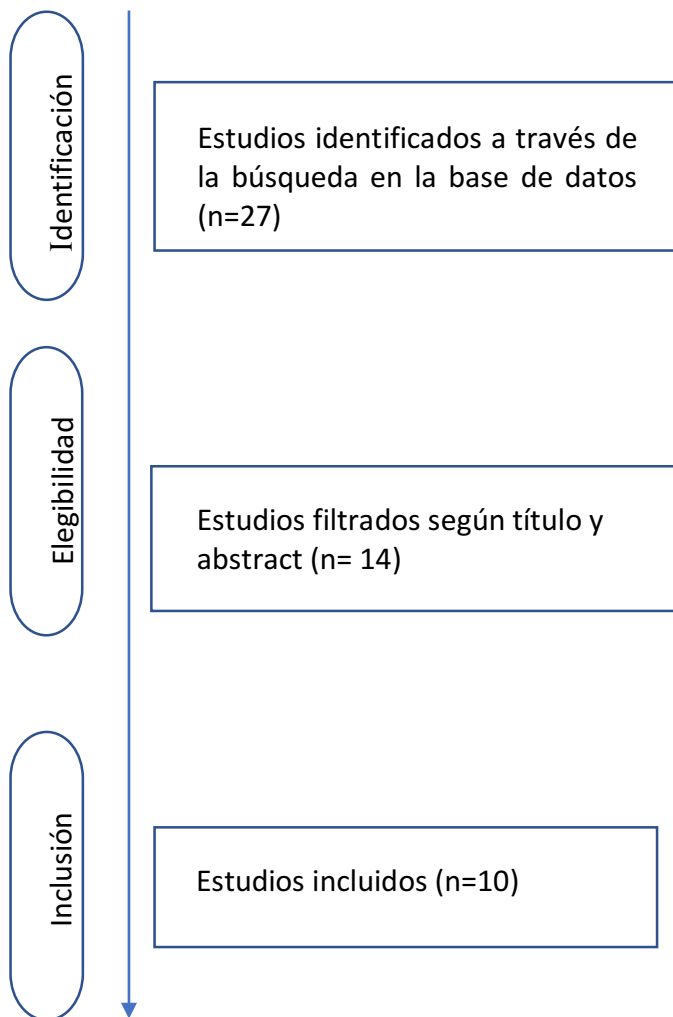 Identificación
Estudios identificados a través de
la búsqueda en la base de datos
(n=27)
Elegibilidad
Estudios filtrados según título y
abstract (n= 14)
Inclusión
Estudios incluidos (n=10)